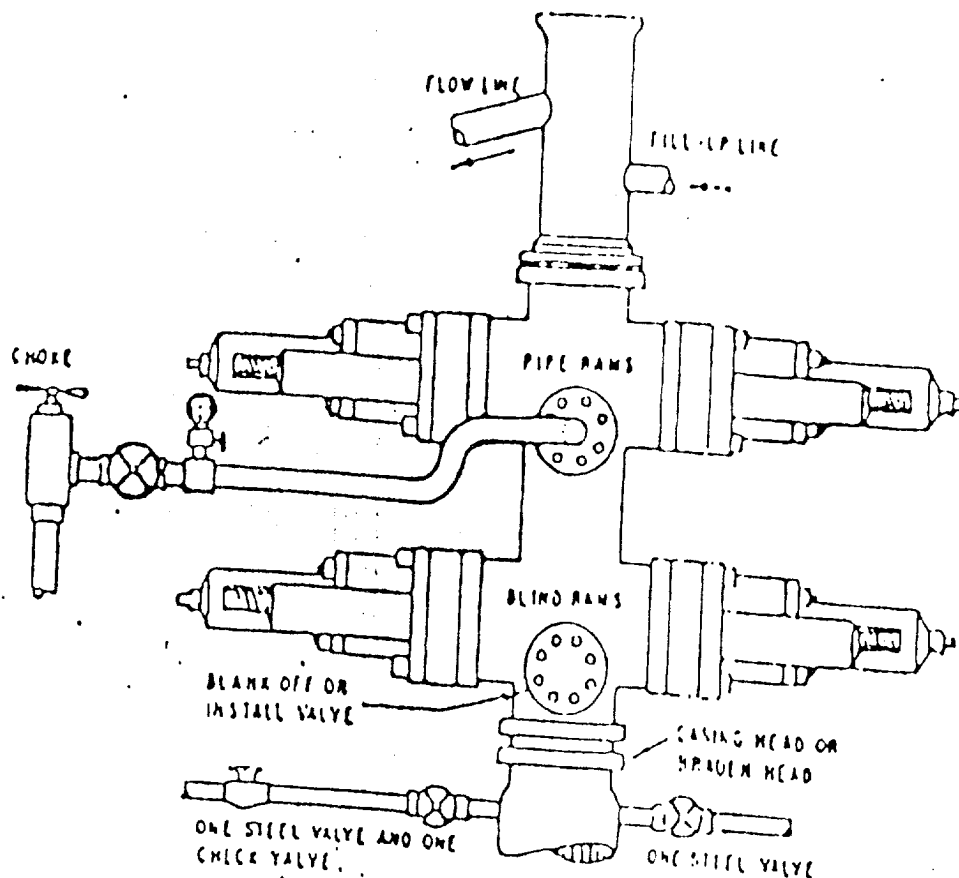 FLOW LINE
FILL-UP LINE
CHOKE
PIPE RAMS
BLIND RAMS
BLANK OFF OR
INSTALL VALVE
CASING HEAD OR
BRADEN HEAD
ONE STEEL VALVE AND ONE
CHECK VALVE.
ONE STEEL VALVE